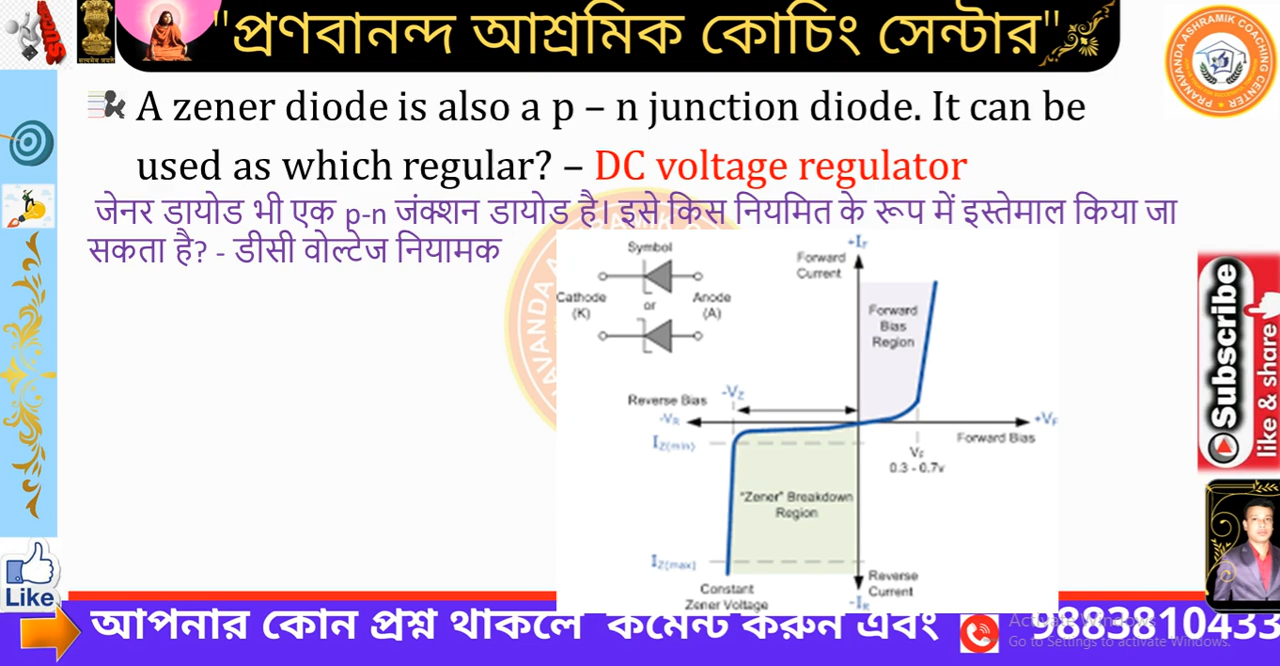 "প্রণবানন্দ আশ্রমিক কোচিং সেন্টার"
PRANAVANDA ASHRAMIK COACHING CENTER
A zener diode is also a p – n junction diode. It can be
used as which regular? – DC voltage regulator
जेनर डायोड भी एक p-n जंक्शन डायोड है। इसे किस नियमित के रूप में इस्तेमाल किया जा
सकता है? - डीसी वोल्टेज नियामक
Symbol
Cathode
(K)
or
Anode
(A)
+IF
Forward
Current
Forward
Bias
Region
-VZ
Reverse Bias
-VR
+VF
Forward Bias
IZ(min)
VF
0.3 - 0.7v
"Zener" Breakdown
Region
IZ(max)
Constant
Zener Voltage
Reverse
Current
-IR
Subscribe
like & share
Like
আপনার কোন প্রশ্ন থাকলে কমেন্ট করুন এবং
9883810433
Activate Windows
Go to Settings to activate Windows.